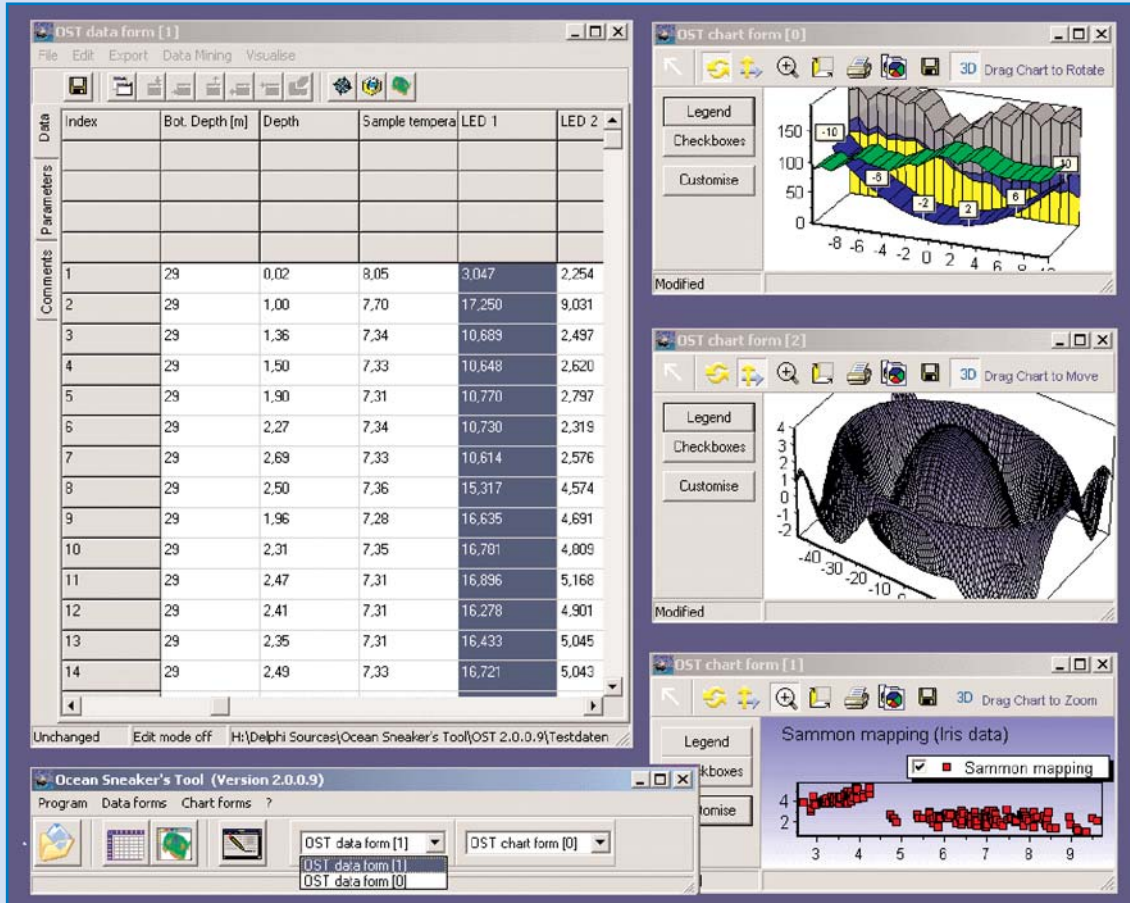 OST data form [1]
File Edit Export Data Mining Visualise
Data
Parameters
Comments
Index Bot. Depth [m] Depth Sample tempera LED 1 LED 2
1 29 0,02 8,05 3,047 2,254
2 29 1,00 7,70 17,250 9,031
3 29 1,36 7,34 10,689 2,497
4 29 1,50 7,33 10,648 2,620
5 29 1,90 7,31 10,770 2,797
6 29 2,27 7,34 10,730 2,319
7 29 2,69 7,33 10,614 2,576
8 29 2,50 7,36 15,317 4,574
9 29 1,96 7,28 16,635 4,691
10 29 2,31 7,35 16,781 4,809
11 29 2,47 7,31 16,896 5,168
12 29 2,41 7,31 16,278 4,901
13 29 2,35 7,31 16,433 5,045
14 29 2,49 7,33 16,721 5,043
Unchanged Edit mode off H:\Delphi Sources\Ocean Sneaker's Tool\OST 2.0.0.9\Testdaten
Ocean Sneaker's Tool (Version 2.0.0.9)
Program Data forms Chart forms ?
OST data form [1] OST chart form [0]
OST data form [1]
OST data form [0]
OST chart form [0]
3D Drag Chart to Rotate
Legend
Checkboxes
Customise
150
100
50
0
-10 -6 -2 2 6 10
-8 -6 -4 -2 0 2 4 6 8 10
Modified
OST chart form [2]
3D Drag Chart to Move
Legend
Checkboxes
Customise
4
3
2
1
0
-1
-2
-40 -30 -20 -10 0
Modified
OST chart form [1]
3D Drag Chart to Zoom
Legend
kboxes
tomise
Sammon mapping (Iris data)
Sammon mapping
4
2
3 4 5 6 7 8 9